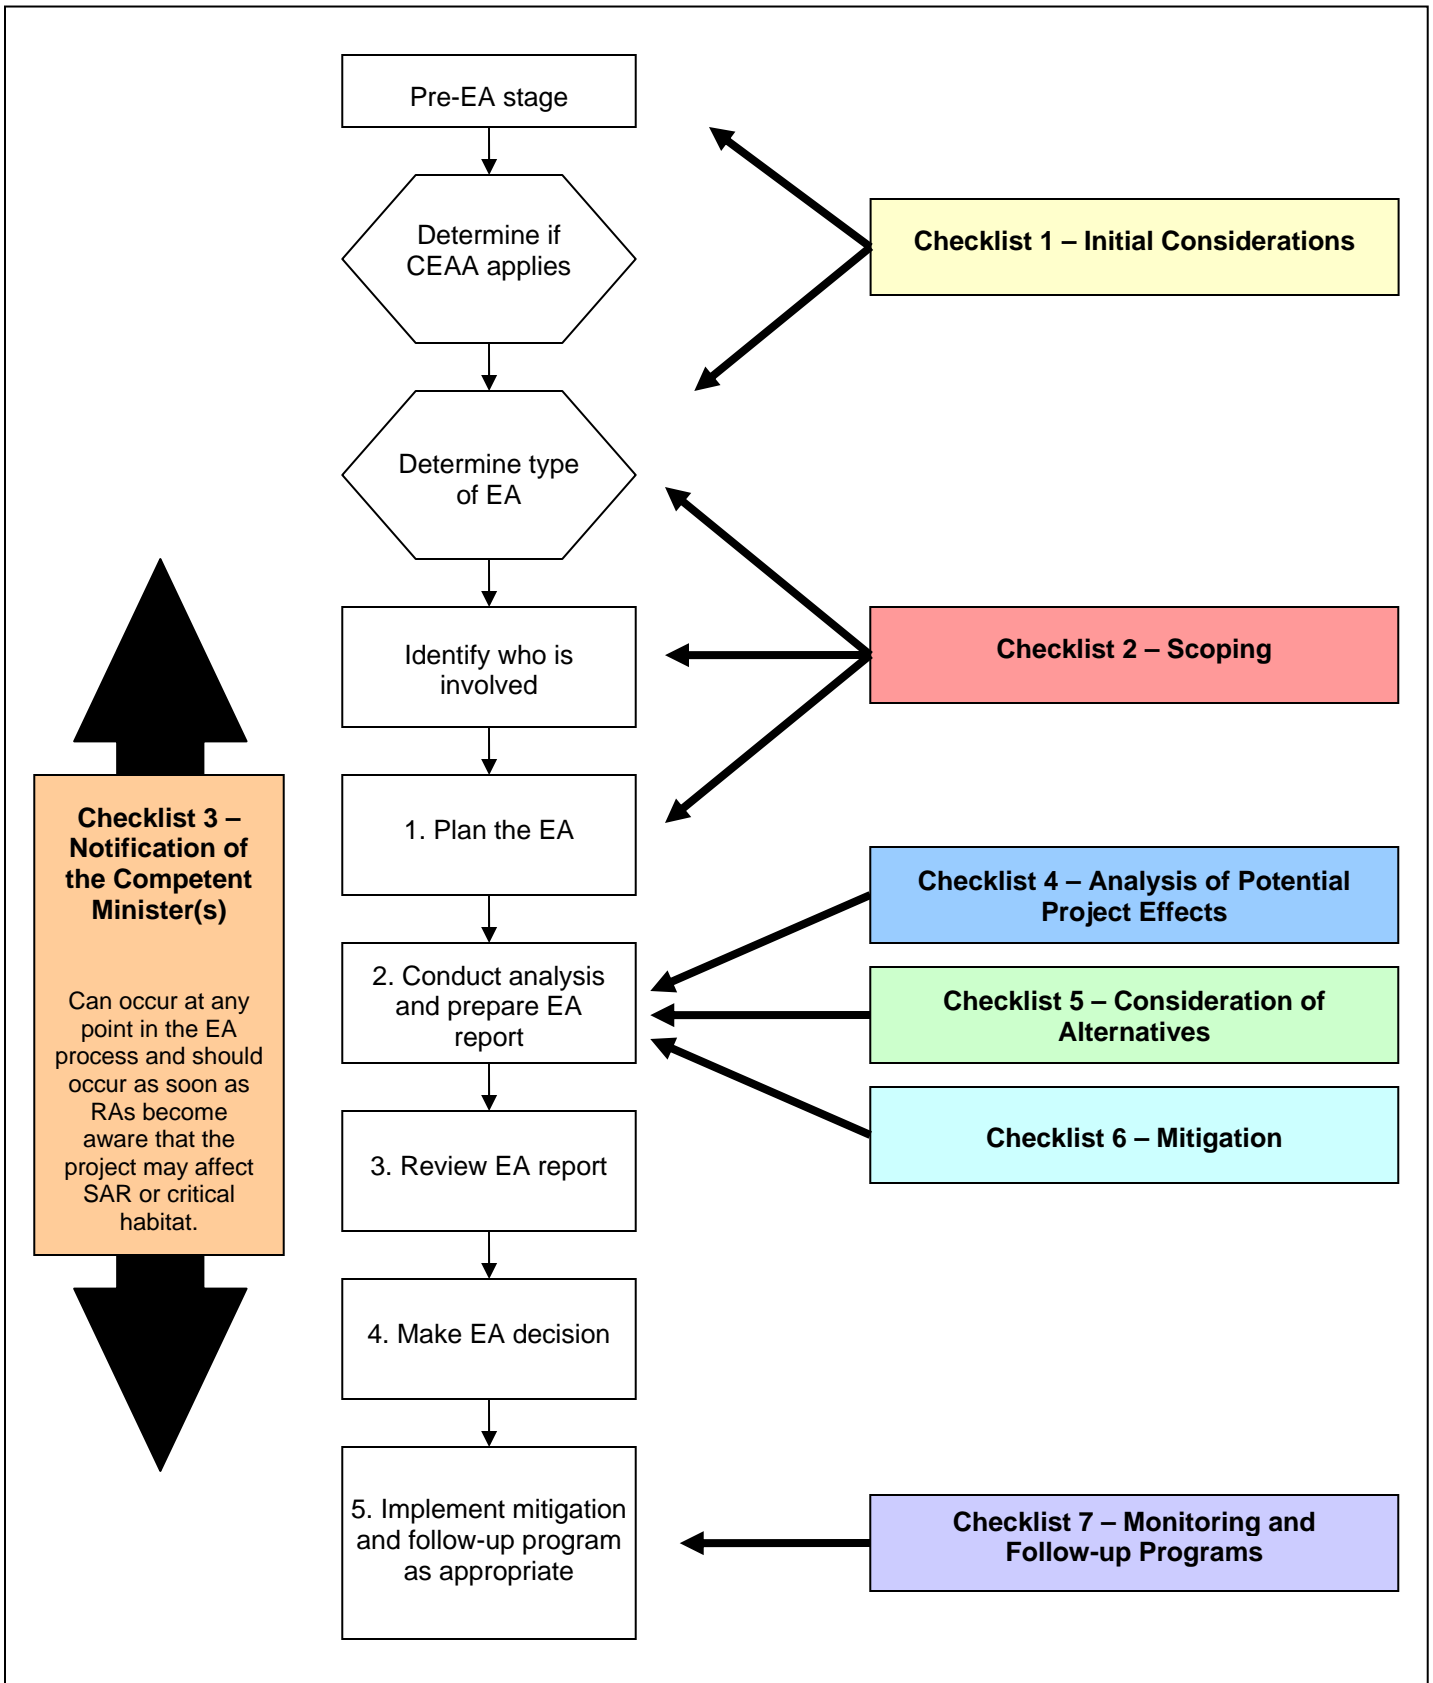 Pre-EA stage
Determine if
CEAA applies
Checklist 1 – Initial Considerations
Determine type
of EA
Identify who is
involved
Checklist 2 – Scoping
1. Plan the EA
Checklist 3 –
Notification of
the Competent
Minister(s)
Can occur at any
point in the EA
process and should
occur as soon as
RAs become
aware that the
project may affect
SAR or critical
habitat.
Checklist 4 – Analysis of Potential
Project Effects
2. Conduct analysis
and prepare EA
report
Checklist 5 – Consideration of
Alternatives
Checklist 6 – Mitigation
3. Review EA report
4. Make EA decision
5. Implement mitigation
and follow-up program
as appropriate
Checklist 7 – Monitoring and
Follow-up Programs